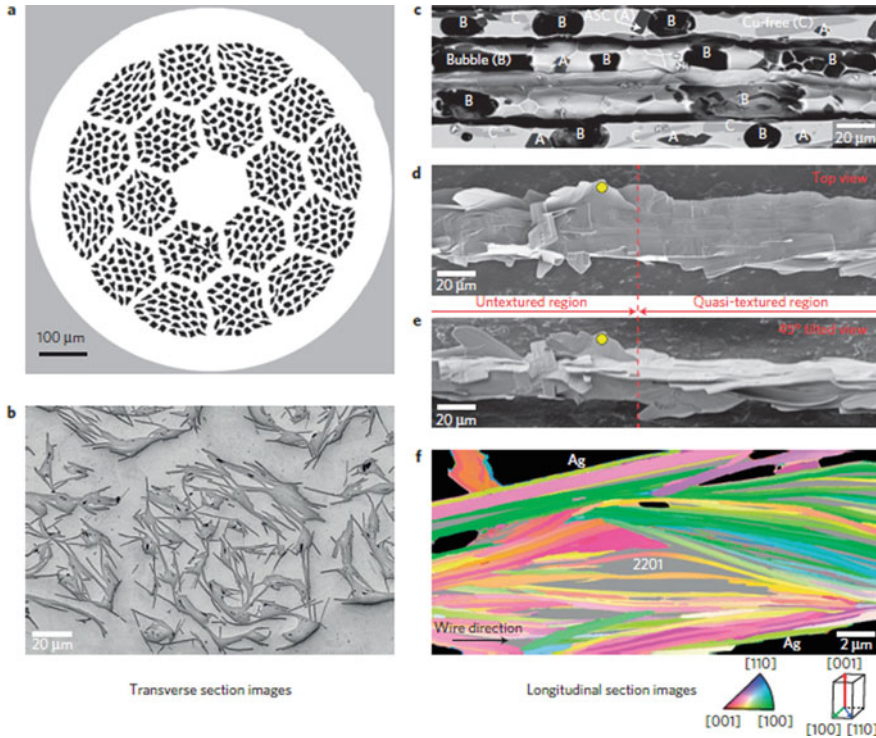 a
100 µm
b
20 µm
Transverse section images
c
B C B ASC (A) B Cu-free (C) A
Bubble (B) A B B B A
B B
C A B C A C B A
20 µm
d
Top view
20 µm
Untextured region Quasi-textured region
e
tilted view
20 µm
f
Ag
2201
Wire direction
Ag
2 µm
Longitudinal section images
[110] [001]
[001] [100] [100] [110]